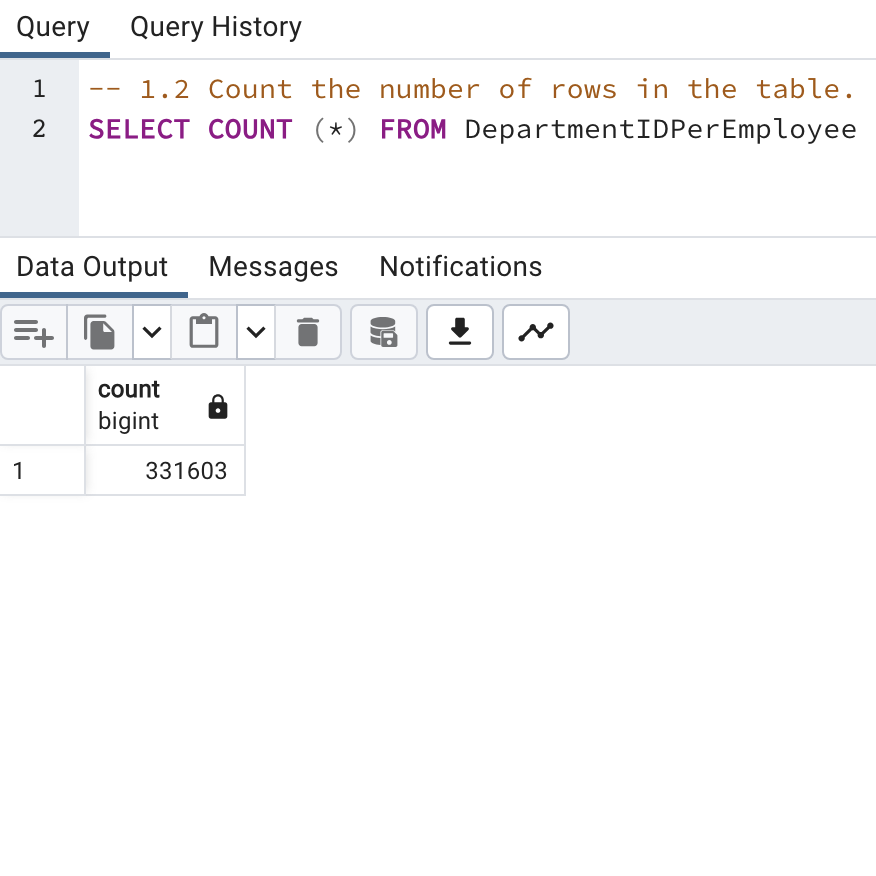 Query Query History
1 -- 1.2 Count the number of rows in the table.
2 SELECT COUNT (*) FROM DepartmentIDPerEmployee
Data Output Messages Notifications
count
bigint
1 331603